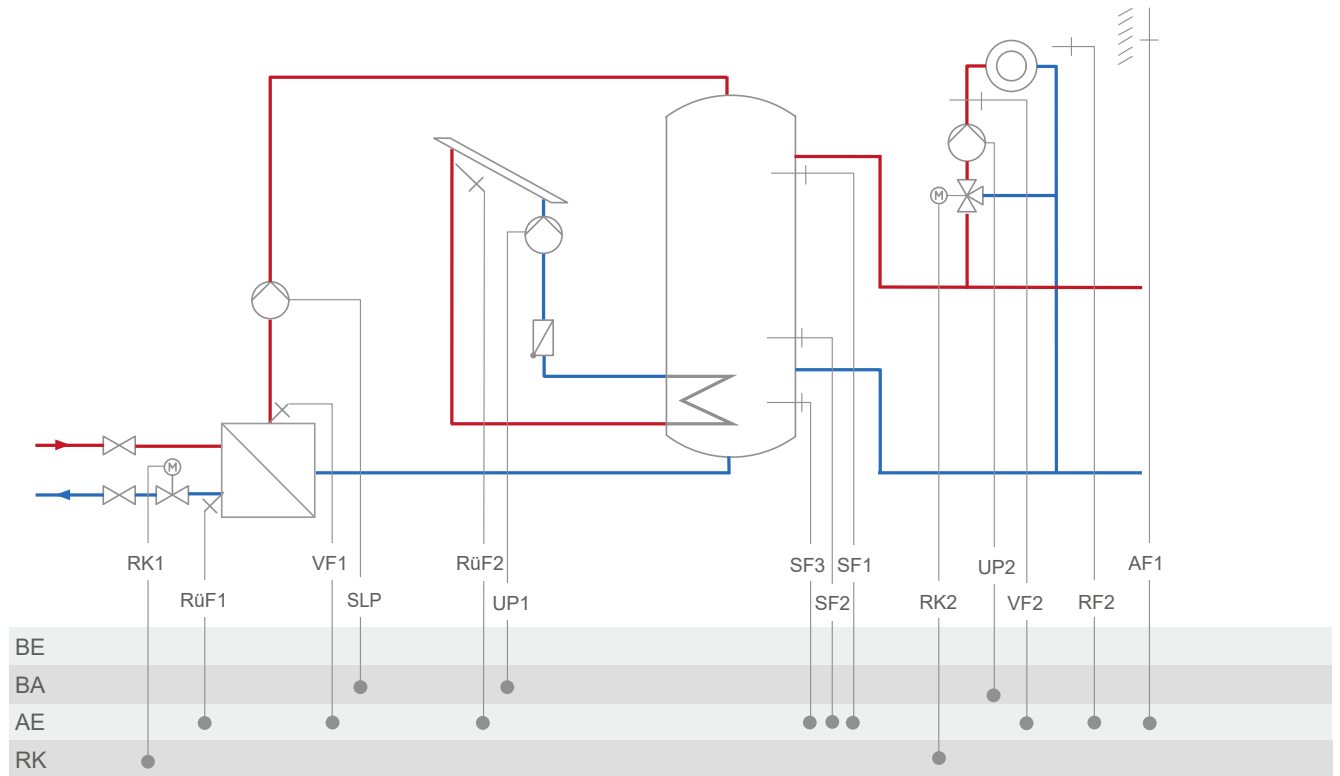 M
M
RK1
VF1
RüF2
SF3
SF1
UP2
AF1
RüF1
SLP
UP1
SF2
RK2
VF2
RF2
BE
BA
AE
RK